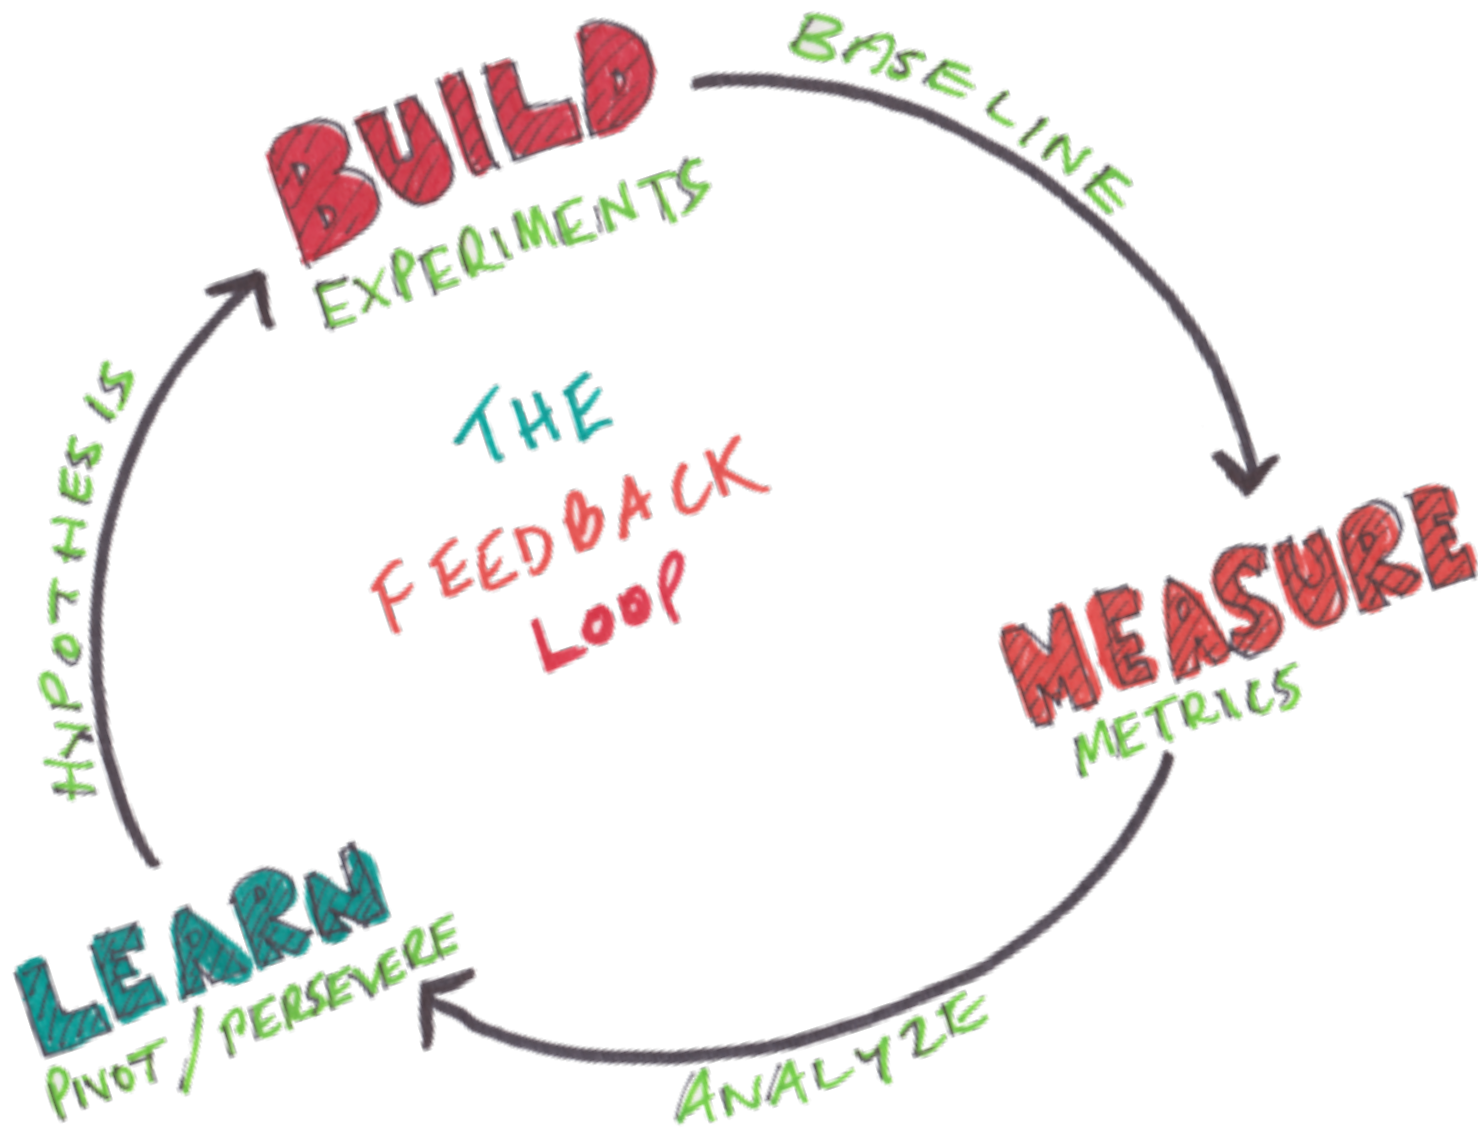 BUILD
EXPERIMENTS
BASELINE
MEASURE
METRICS
ANALYZE
LEARN
PIVOT/PERSEVERE
HYPOTHESIS
THE
FEEDBACK
LOOP